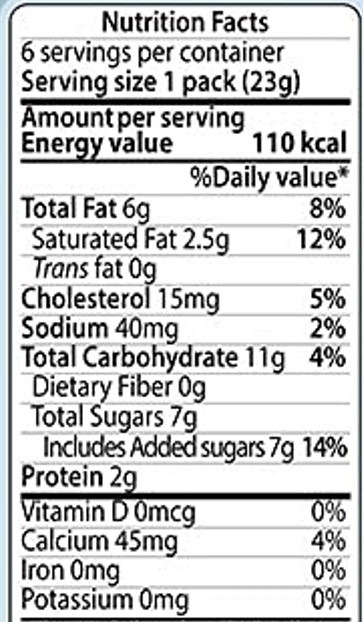 Nutrition Facts
6 servings per container
Serving size 1 pack (23g)
Amount per serving
Energy value 110 kcal
%Daily value*
Total Fat 6g 8%
Saturated Fat 2.5g 12%
Trans fat 0g
Cholesterol 15mg 5%
Sodium 40mg 2%
Total Carbohydrate 11g 4%
Dietary Fiber 0g
Total Sugars 7g
Includes Added sugars 7g 14%
Protein 2g
Vitamin D 0mcg 0%
Calcium 45mg 4%
Iron 0mg 0%
Potassium 0mg 0%